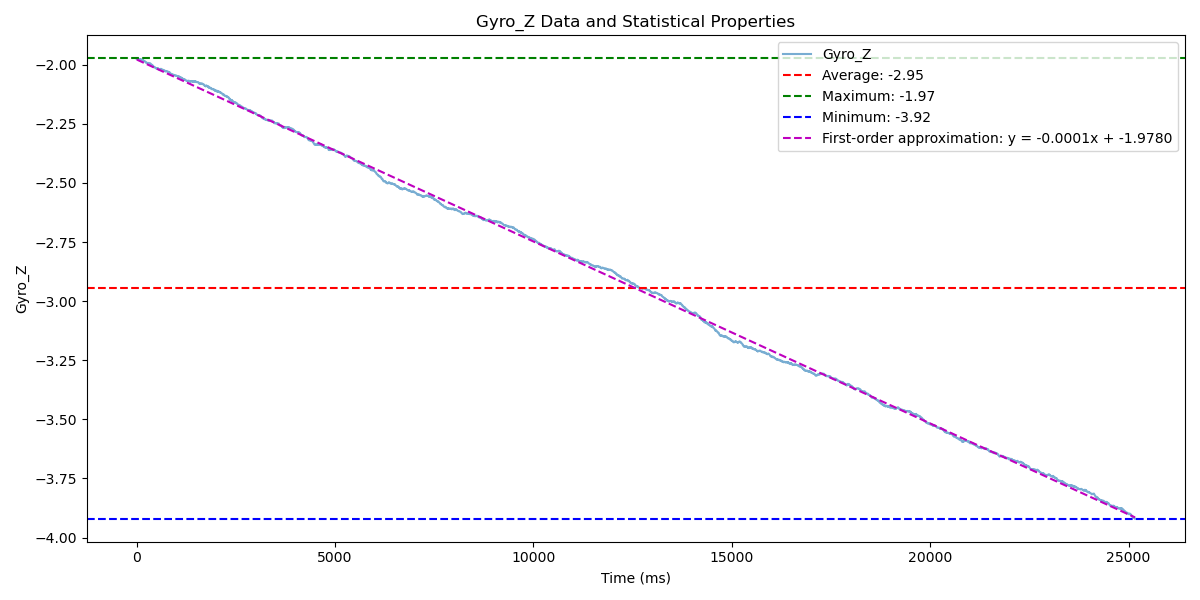 Gyro_Z Data and Statistical Properties
Gyro_Z
Average: -2.95
Maximum: -1.97
Minimum: -3.92
First-order approximation: y = -0.0001x + -1.9780
−2.00
−2.25
−2.50
−2.75
−3.00
−3.25
−3.50
−3.75
−4.00
Gyro_Z
0
5000
10000
15000
20000
25000
Time (ms)